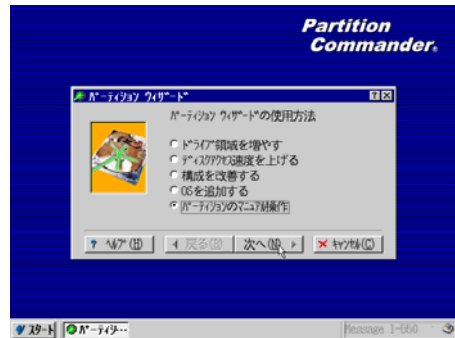 Partition
Commander®
ﾊﾟｰﾃｨｼｮﾝ ｳｨｻﾞｰﾄﾞ
ﾊﾟｰﾃｨｼｮﾝ ｳｨｻﾞｰﾄﾞの使用方法
ﾄﾞﾗｲﾌﾞ領域を増やす
ﾃﾞｨｽｸｱｸｾｽ速度を上げる
構成を改善する
OSを追加する
ﾊﾟｰﾃｨｼｮﾝのﾏﾆｭｱﾙ操作
? ﾍﾙﾌﾟ(H)
戻る(B)
次へ(N)
ｷｬﾝｾﾙ(C)
ｽﾀｰﾄ
ﾊﾟｰﾃｨｼ･･･
Message 1-560